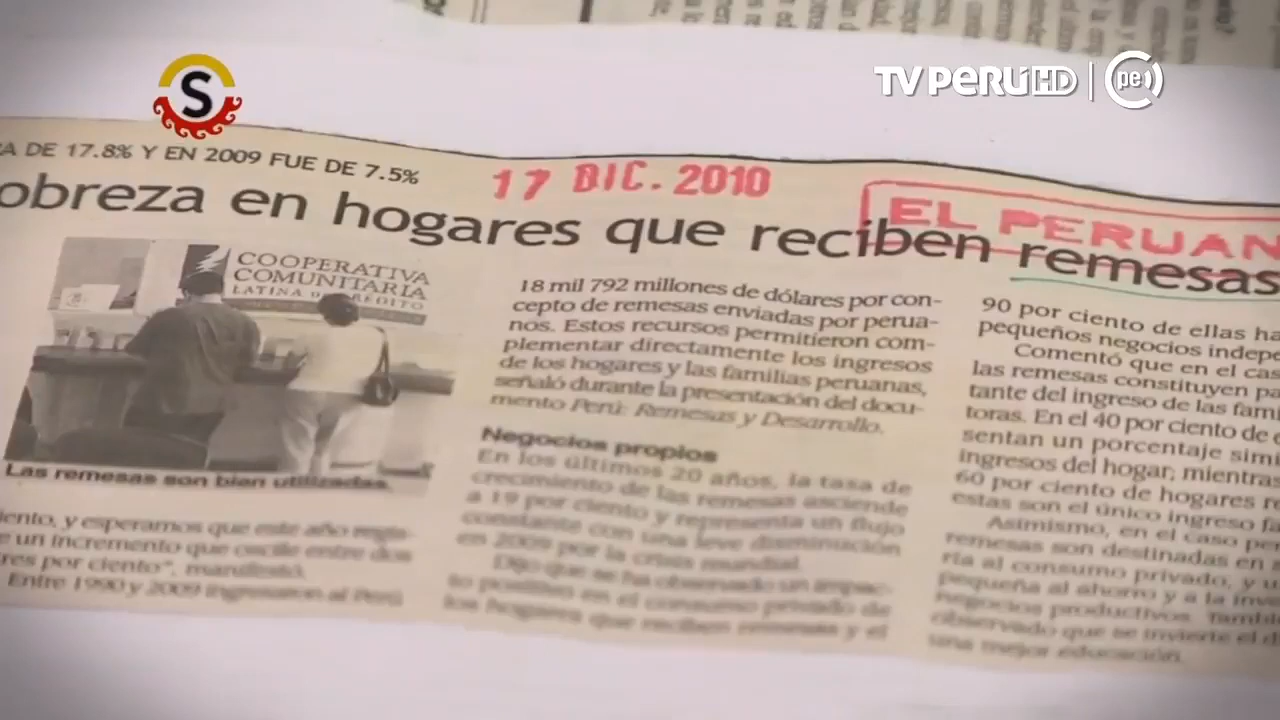 S
TV PERÚ HD
pe
A DE 17.8% Y EN 2009 FUE DE 7.5%
17 DIC. 2010
EL PERUAN
obreza en hogares que reciben remesas
COOPERATIVA
COMUNITARIA
LATINA DE CRÉDITO
Las remesas son bien utilizadas.
iento, y esperamos que este año regis-
e un incremento que oscile entre dos
res por ciento", manifestó.
Entre 1990 y 2009 ingresaron al Perú
18 mil 792 millones de dólares por con-
cepto de remesas enviadas por perua-
nos. Estos recursos permitieron com-
plementar directamente los ingresos
de los hogares y las familias peruanas,
señaló durante la presentación del docu-
mento Perú: Remesas y Desarrollo.
Negocios propios
En los últimos 20 años, la tasa de
crecimiento de las remesas asciende
a 19 por ciento y representa un flujo
constante con una leve disminución
en 2009 por la crisis mundial.
Dijo que se ha observado un impac-
to positivo en el consumo privado de
los hogares que reciben remesas y el
90 por ciento de ellas ha
pequeños negocios indepe
Comentó que en el cas
las remesas constituyen pa
tante del ingreso de las fami
toras. En el 40 por ciento de
sentan un porcentaje simi
ingresos del hogar; mientras
60 por ciento de hogares re
estas son el único ingreso fa
Asimismo, en el caso per
remesas son destinadas en
ría al consumo privado, y u
pequeña al ahorro y a la inve
negocios productivos. Tambié
observado que se invierte el d
una mejor educación.